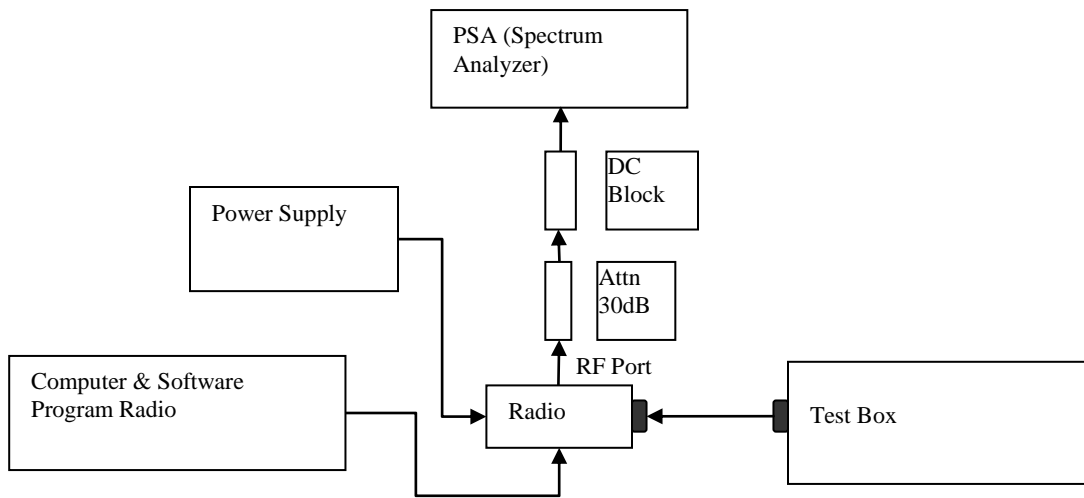 PSA (Spectrum
Analyzer)
DC
Block
Power Supply
Attn
30dB
RF Port
Computer & Software
Program Radio
Radio
Test Box